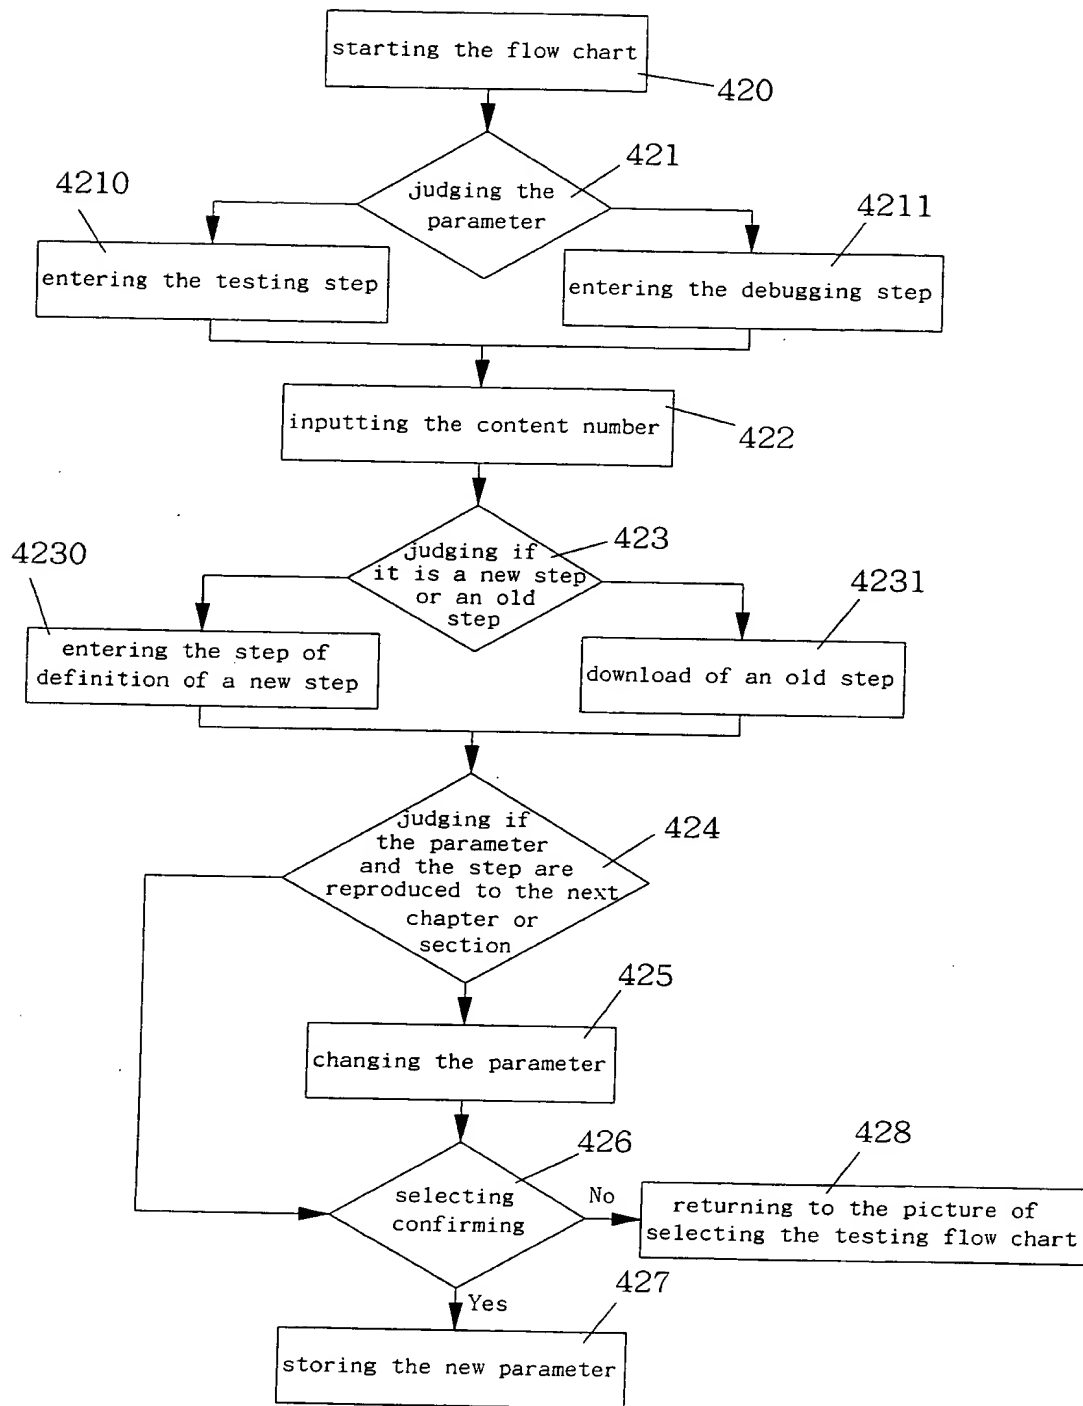 starting the flow chart
420
421
judging the
parameter
4210
4211
entering the testing step
entering the debugging step
inputting the content number
422
423
judging if
it is a new step
or an old
step
4230
4231
entering the step of
definition of a new step
download of an old step
judging if
the parameter
and the step are
reproduced to the next
chapter or
section
424
425
changing the parameter
426
selecting
confirming
No
428
returning to the picture of
selecting the testing flow chart
Yes
427
storing the new parameter